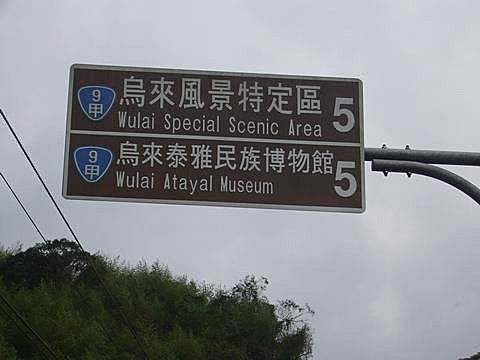 9甲 烏來風景特定區 5
Wulai Special Scenic Area
9甲 烏來泰雅民族博物館 5
Wulai Atayal Museum